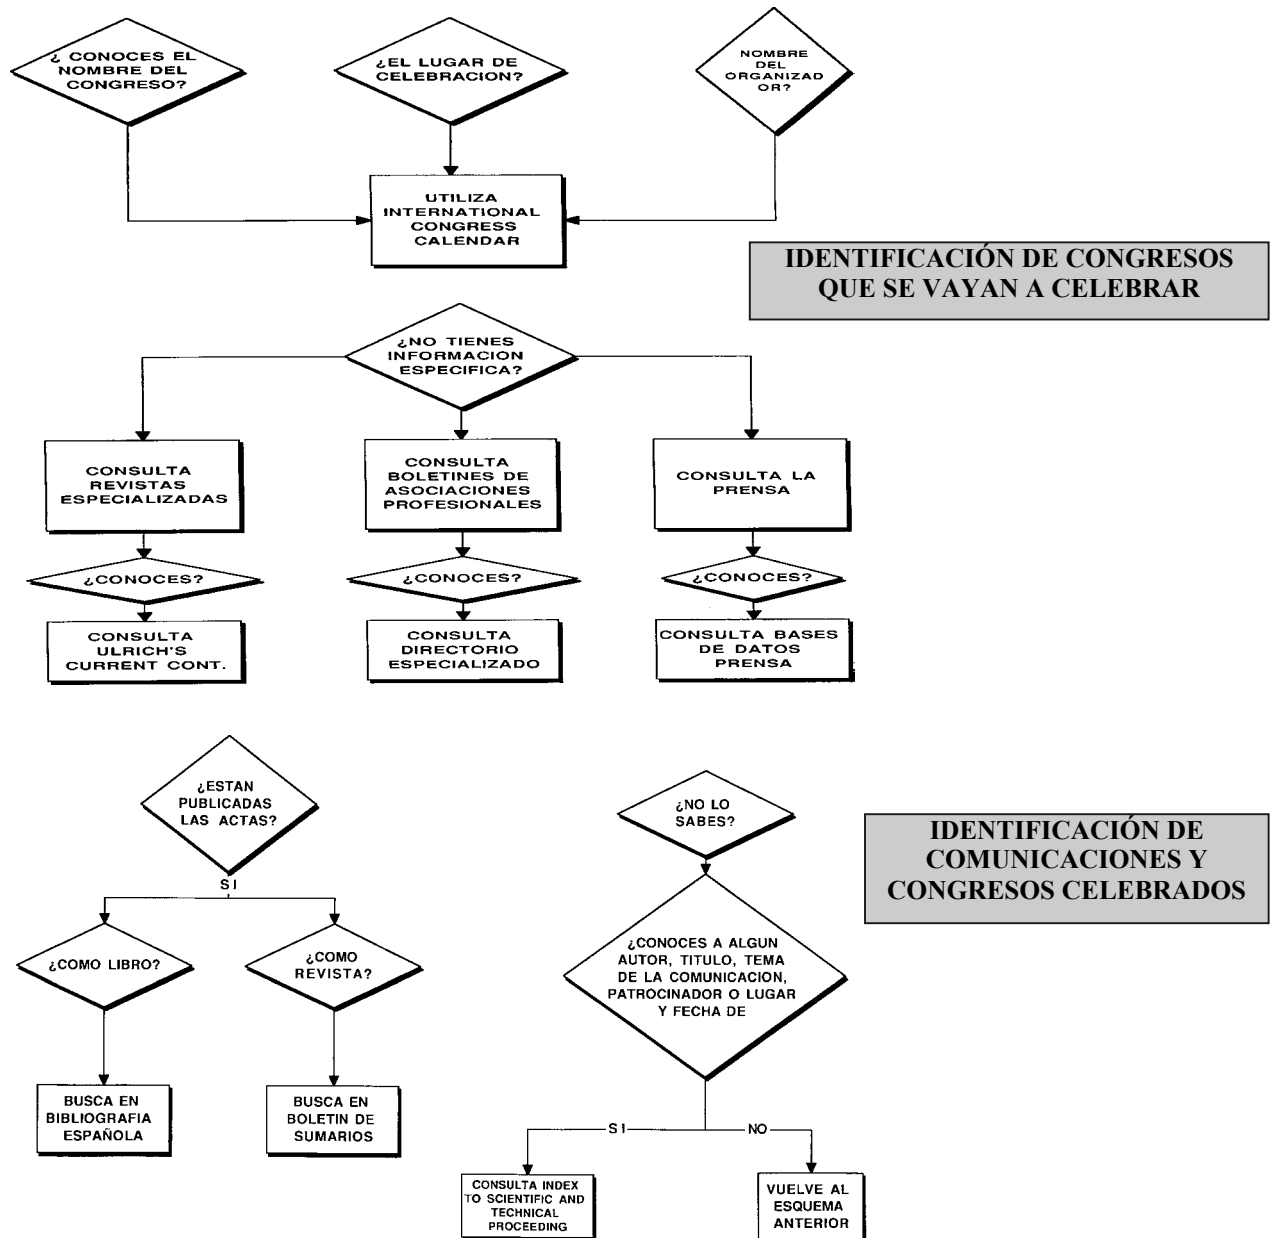 ¿ CONOCES EL
NOMBRE DEL
CONGRESO?
¿EL LUGAR DE
CELEBRACION?
NOMBRE
DEL
ORGANIZAD
OR?
UTILIZA
INTERNATIONAL
CONGRESS
CALENDAR
IDENTIFICACIÓN DE CONGRESOS
QUE SE VAYAN A CELEBRAR
¿NO TIENES
INFORMACION
ESPECIFICA?
CONSULTA
REVISTAS
ESPECIALIZADAS
CONSULTA
BOLETINES DE
ASOCIACIONES
PROFESIONALES
CONSULTA LA
PRENSA
¿CONOCES?
¿CONOCES?
¿CONOCES?
CONSULTA
ULRICH'S
CURRENT CONT.
CONSULTA
DIRECTORIO
ESPECIALIZADO
CONSULTA BASES
DE DATOS
PRENSA
¿ESTAN
PUBLICADAS
LAS ACTAS?
SI
¿COMO LIBRO?
¿COMO
REVISTA?
BUSCA EN
BIBLIOGRAFIA
ESPAÑOLA
BUSCA EN
BOLETIN DE
SUMARIOS
¿NO LO
SABES?
IDENTIFICACIÓN DE
COMUNICACIONES Y
CONGRESOS CELEBRADOS
¿CONOCES A ALGUN
AUTOR, TITULO, TEMA
DE LA COMUNICACION,
PATROCINADOR O LUGAR
Y FECHA DE
SI
NO
CONSULTA INDEX
TO SCIENTIFIC AND
TECHNICAL
PROCEEDING
VUELVE AL
ESQUEMA
ANTERIOR